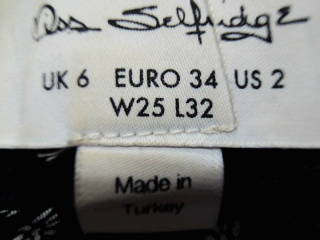 Miss Selfridge
UK 6 EURO 34 US 2
W25 L32
Made in
Turkey